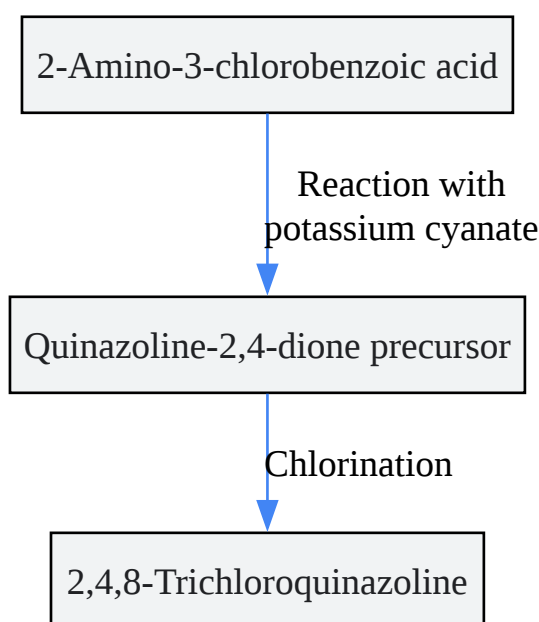 2-Amino-3-chlorobenzoic acid
Reaction with
potassium cyanate
Quinazoline-2,4-dione precursor
Chlorination
2,4,8-Trichloroquinazoline